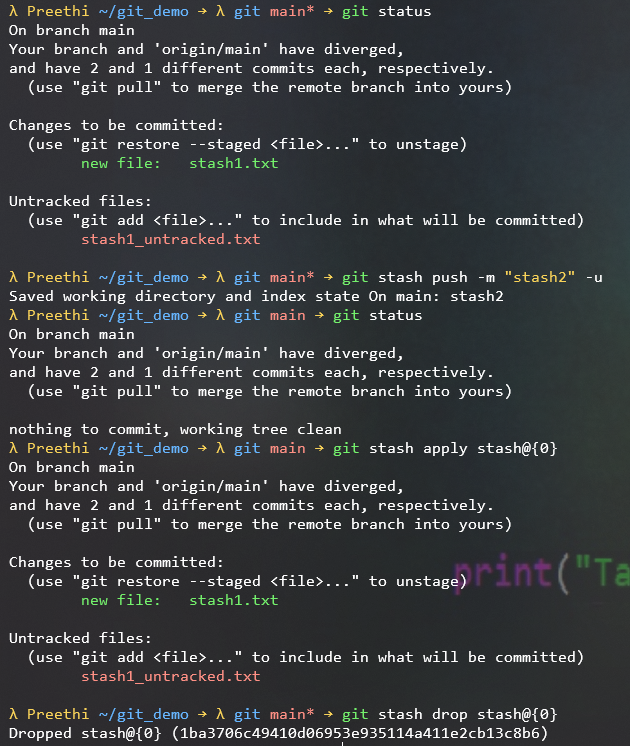 λ Preethi ~/git_demo → λ git main* → git status
On branch main
Your branch and 'origin/main' have diverged,
and have 2 and 1 different commits each, respectively.
  (use "git pull" to merge the remote branch into yours)

Changes to be committed:
  (use "git restore --staged <file>..." to unstage)
        new file:   stash1.txt

Untracked files:
  (use "git add <file>..." to include in what will be committed)
        stash1_untracked.txt

λ Preethi ~/git_demo → λ git main* → git stash push -m "stash2" -u
Saved working directory and index state On main: stash2
λ Preethi ~/git_demo → λ git main → git status
On branch main
Your branch and 'origin/main' have diverged,
and have 2 and 1 different commits each, respectively.
  (use "git pull" to merge the remote branch into yours)

nothing to commit, working tree clean
λ Preethi ~/git_demo → λ git main → git stash apply stash@{0}
On branch main
Your branch and 'origin/main' have diverged,
and have 2 and 1 different commits each, respectively.
  (use "git pull" to merge the remote branch into yours)

Changes to be committed:
  (use "git restore --staged <file>..." to unstage)
        new file:   stash1.txt
print("Ta

Untracked files:
  (use "git add <file>..." to include in what will be committed)
        stash1_untracked.txt

λ Preethi ~/git_demo → λ git main* → git stash drop stash@{0}
Dropped stash@{0} (1ba3706c49410d06953e935114a411e2cb13c8b6)